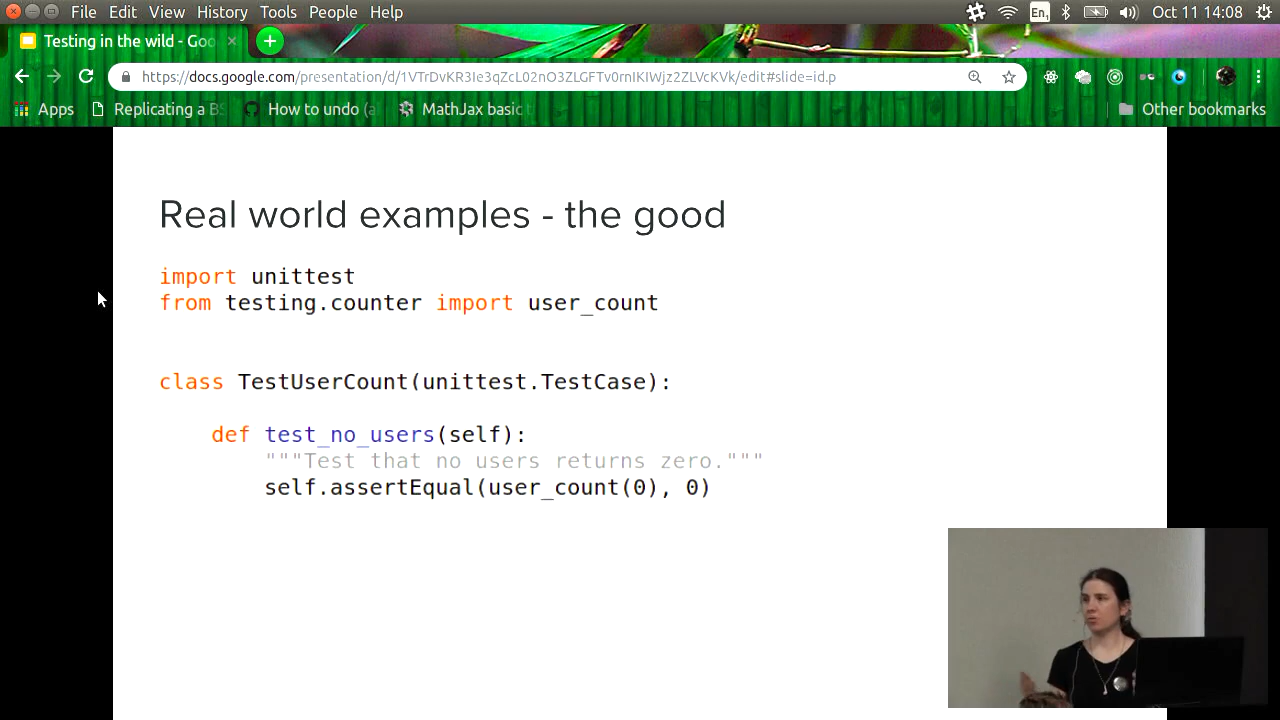 File Edit View History Tools People Help
En1
Oct 11 14:08
Testing in the wild - Goo
https://docs.google.com/presentation/d/1VTrDvKR3Ie3qZcL02nO3ZLGFTv0rnIKIWjz2ZLVcKVk/edit#slide=id.p
Apps Replicating a BS How to undo (a MathJax basic t Other bookmarks
Real world examples - the good
import unittest
from testing.counter import user_count
class TestUserCount(unittest.TestCase):
def test_no_users(self):
"""Test that no users returns zero."""
self.assertEqual(user_count(0), 0)